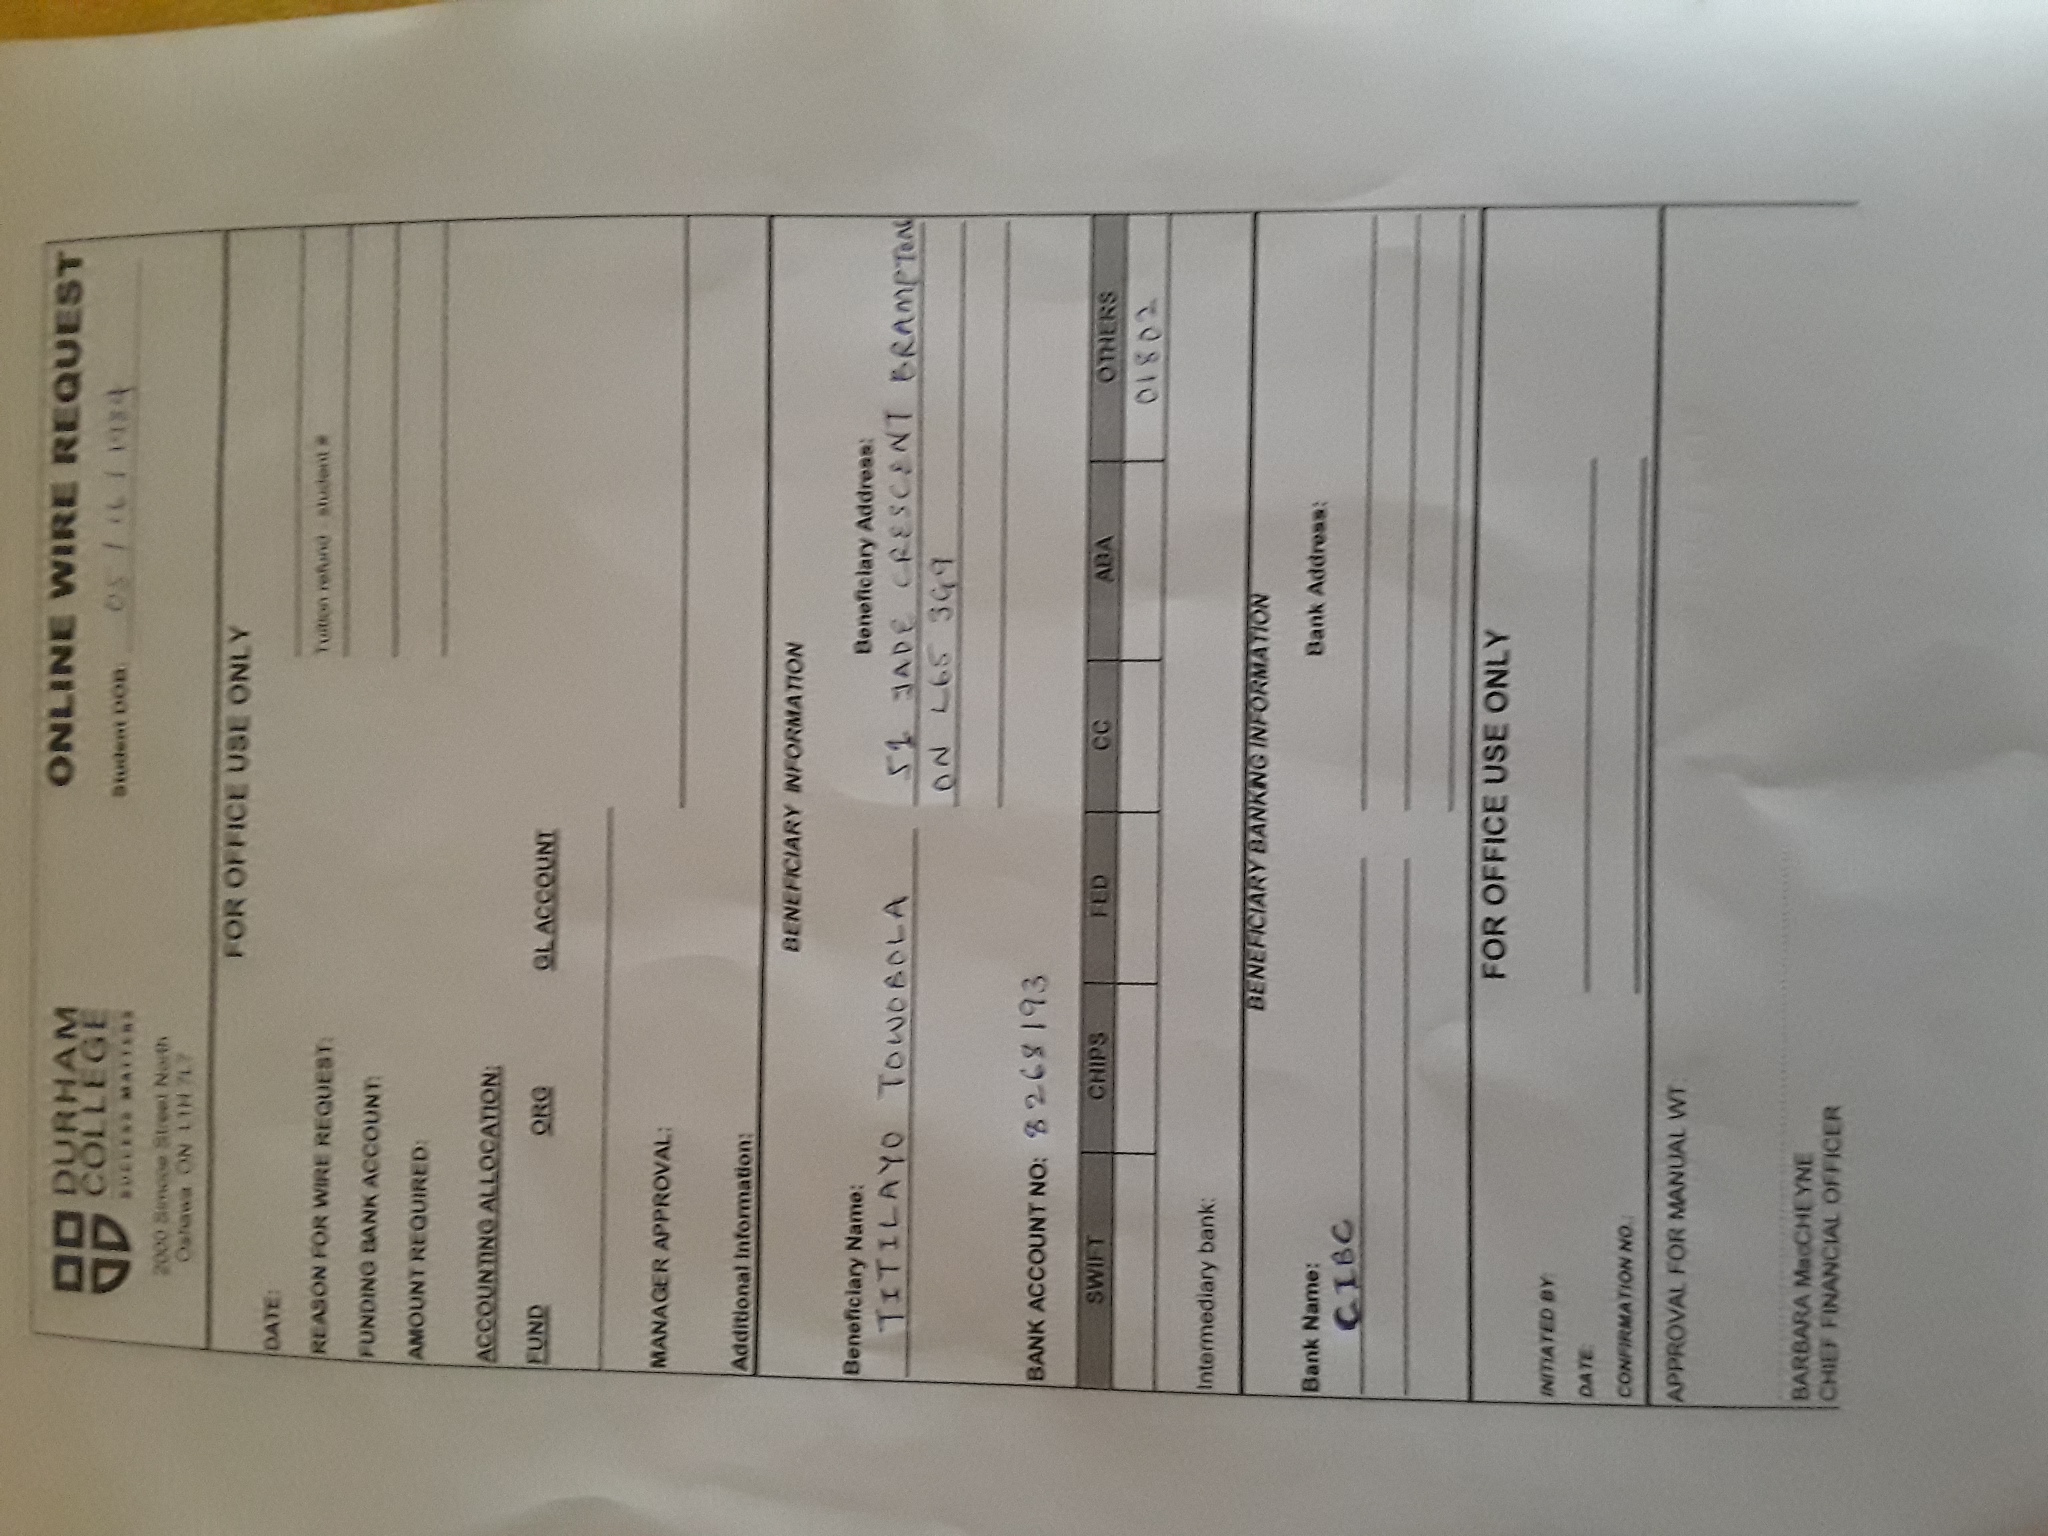 DURHAM
COLLEGE
SUCCESS MATTERS
2000 Simcoe Street North
Oshawa ON L1H 7L7
ONLINE WIRE REQUEST
Student DOB: 05 / 16 / 1984
FOR OFFICE USE ONLY
DATE:
REASON FOR WIRE REQUEST: Tuition refund - student #
FUNDING BANK ACCOUNT:
AMOUNT REQUIRED:
ACCOUNTING ALLOCATION:
FUND ORG GL ACCOUNT
MANAGER APPROVAL:
Additional Information:
BENEFICIARY INFORMATION
Beneficiary Name: Beneficiary Address:
TITILAYO TOWOBOLA 51 JADE CRESCENT BRAMPTON
ON L6S 3G9
BANK ACCOUNT NO: 8268193
SWIFT CHIPS FED CC ABA OTHERS
01802
Intermediary bank:
BENEFICIARY BANKING INFORMATION
Bank Name: Bank Address:
CIBC
FOR OFFICE USE ONLY
INITIATED BY:
DATE:
CONFIRMATION NO.:
APPROVAL FOR MANUAL WT
BARBARA MacCHEYNE
CHIEF FINANCIAL OFFICER